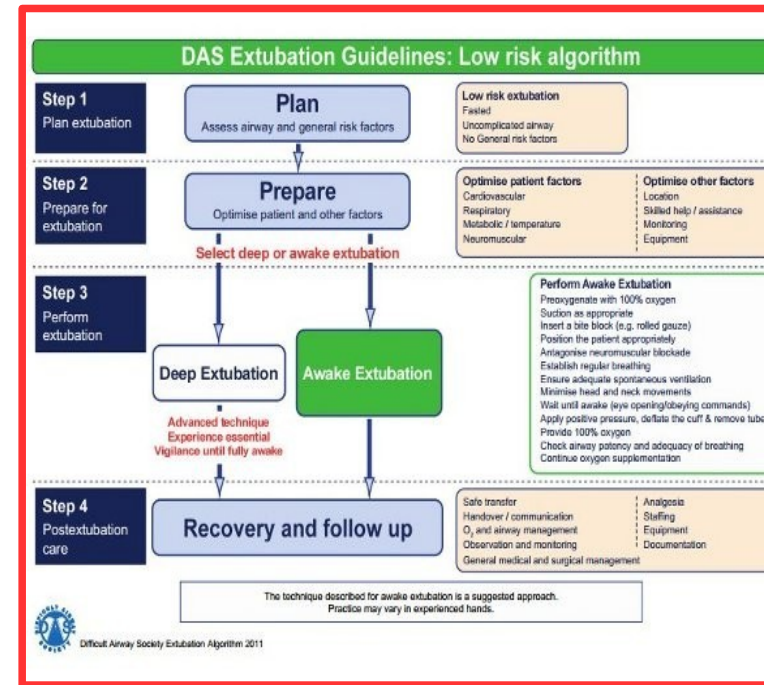 DAS Extubation Guidelines: Low risk algorithm
Step 1
Plan extubation
Plan
Assess airway and general risk factors
Low risk extubation
Fasted
Uncomplicated airway
No General risk factors
Step 2
Prepare for
extubation
Prepare
Optimise patient and other factors
Optimise patient factors
Cardiovascular
Respiratory
Metabolic / temperature
Neuromuscular
Optimise other factors
Location
Skilled help / assistance
Monitoring
Equipment
Select deep or awake extubation
Step 3
Perform
extubation
Deep Extubation
Advanced technique
Experience essential
Vigilance until fully awake
Awake Extubation
Perform Awake Extubation
Preoxygenate with 100% oxygen
Suction as appropriate
Insert a bite block (e.g. rolled gauze)
Position the patient appropriately
Antagonise neuromuscular blockade
Establish regular breathing
Ensure adequate spontaneous ventilation
Minimise head and neck movements
Wait until awake (eye opening/obeying commands)
Apply positive pressure, deflate the cuff & remove tube
Provide 100% oxygen
Check airway patency and adequacy of breathing
Continue oxygen supplementation
Step 4
Postextubation
care
Recovery and follow up
Safe transfer
Handover / communication
O₂ and airway management
Observation and monitoring
General medical and surgical management
Analgesia
Staffing
Equipment
Documentation
The technique described for awake extubation is a suggested approach.
Practice may vary in experienced hands.
DAS
Difficult Airway Society Extubation Algorithm 2011